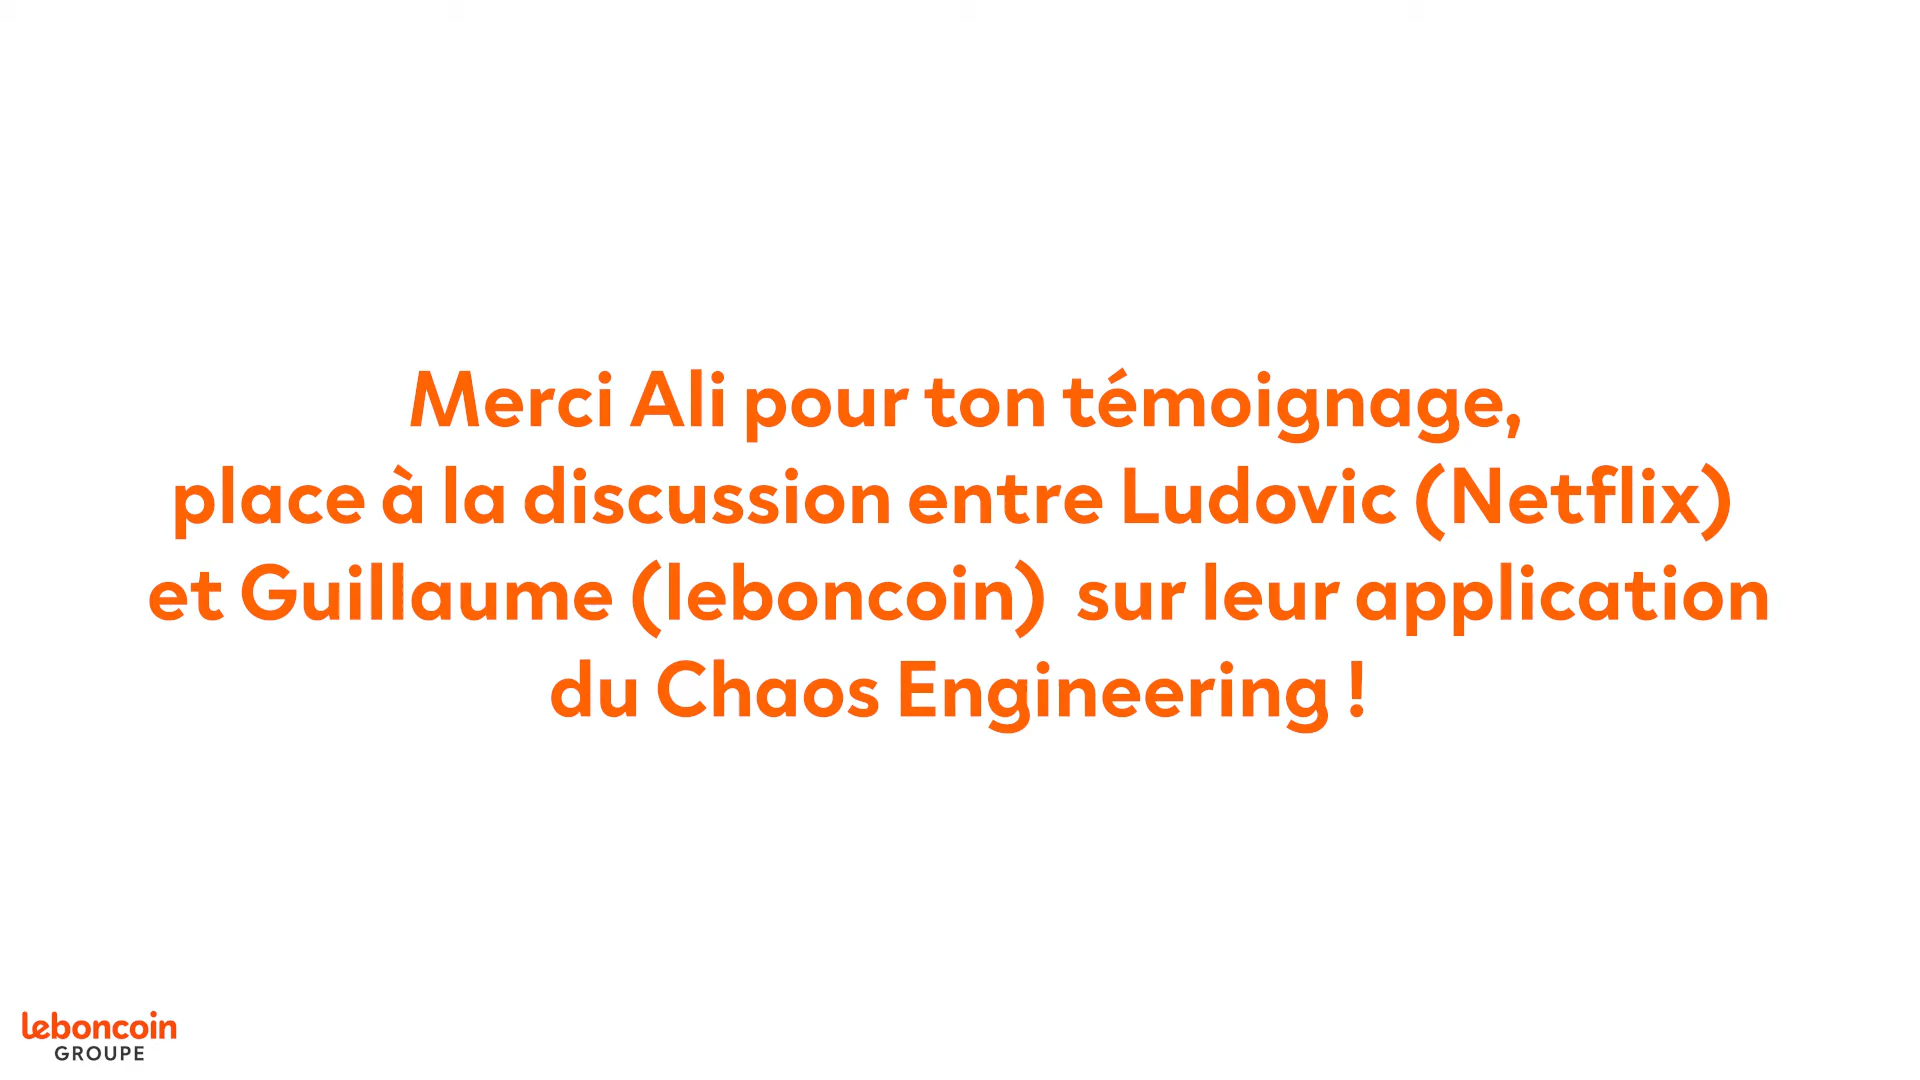 Merci Ali pour ton témoignage,
place à la discussion entre Ludovic (Netflix)
et Guillaume (leboncoin) sur leur application
du Chaos Engineering !
leboncoin
GROUPE